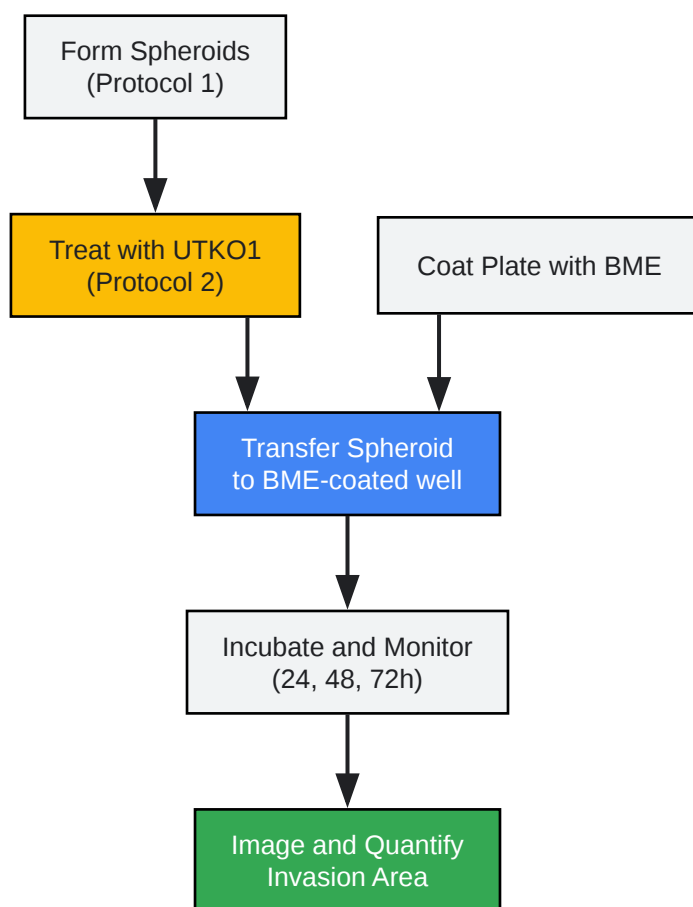 Form Spheroids
(Protocol 1)
Treat with UTKO1
(Protocol 2)
Coat Plate with BME
Transfer Spheroid
to BME-coated well
Incubate and Monitor
(24, 48, 72h)
Image and Quantify
Invasion Area